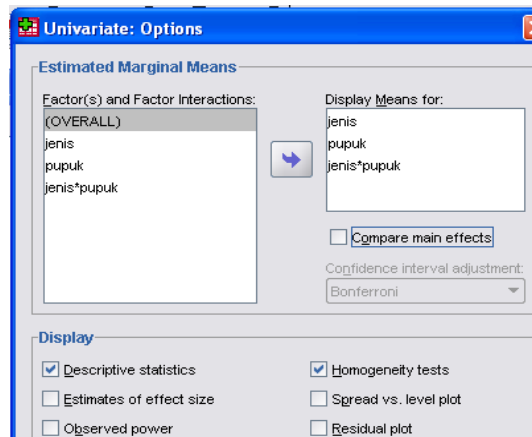 Univariate: Options
Estimated Marginal Means
Factor(s) and Factor Interactions:
(OVERALL)
jenis
pupuk
jenis*pupuk
Display Means for:
jenis
pupuk
jenis*pupuk
Compare main effects
Confidence interval adjustment:
Bonferroni
Display
Descriptive statistics
Homogeneity tests
Estimates of effect size
Spread vs. level plot
Observed power
Residual plot